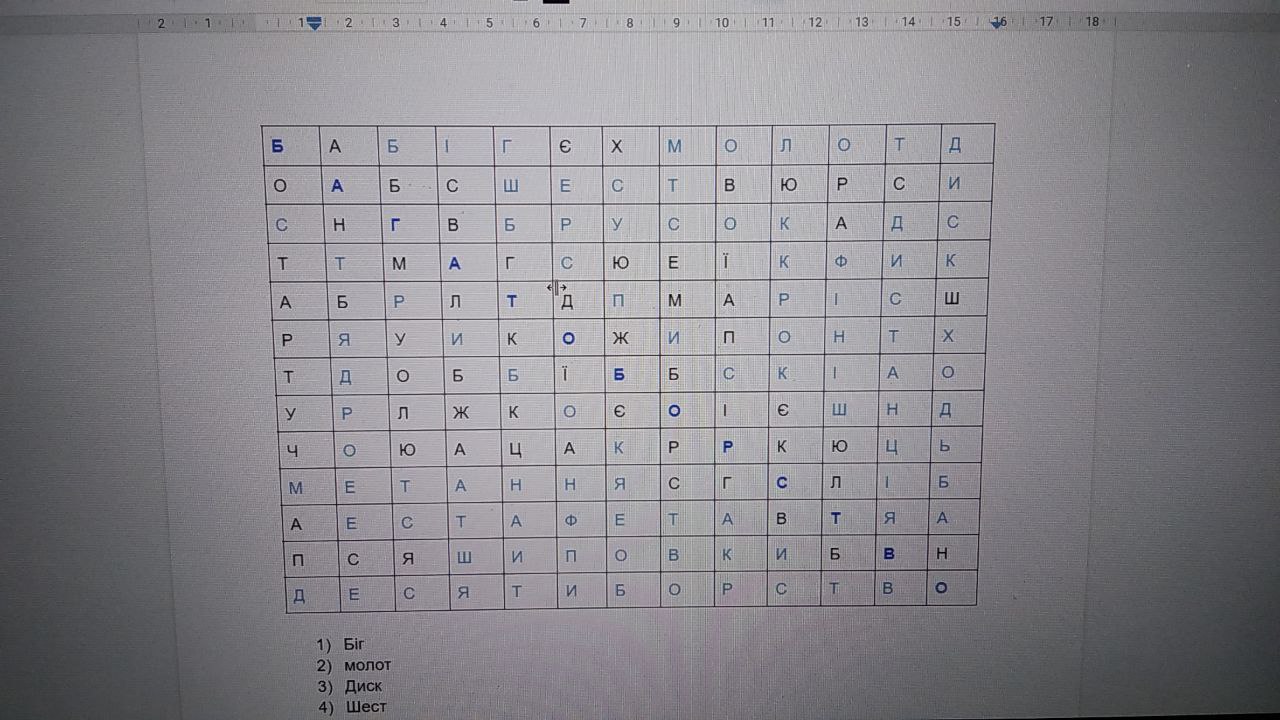 2 1 1 2 3 4 5 6 7 8 9 10 11 12 13 14 15 16 17 18
Б А Б І Г Є Х М О Л О Т Д
О А Б С Ш Е С Т В Ю Р С И
С Н Г В Б Р У С О К А Д С
Т Т М А Г С Ю Е Ї К Ф И К
А Б Р Л Т Д П М А Р І С Ш
Р Я У И К О Ж И П О Н Т Х
Т Д О Б Б Ї Б Б С К І А О
У Р Л Ж К О Є О І Є Ш Н Д
Ч О Ю А Ц А К Р Р К Ю Ц Ь
М Е Т А Н Н Я С Г С Л І Б
А Е С Т А Ф Е Т А В Т Я А
П С Я Ш И П О В К И Б В Н
Д Е С Я Т И Б О Р С Т В О
1) Біг
2) молот
3) Диск
4) Шест